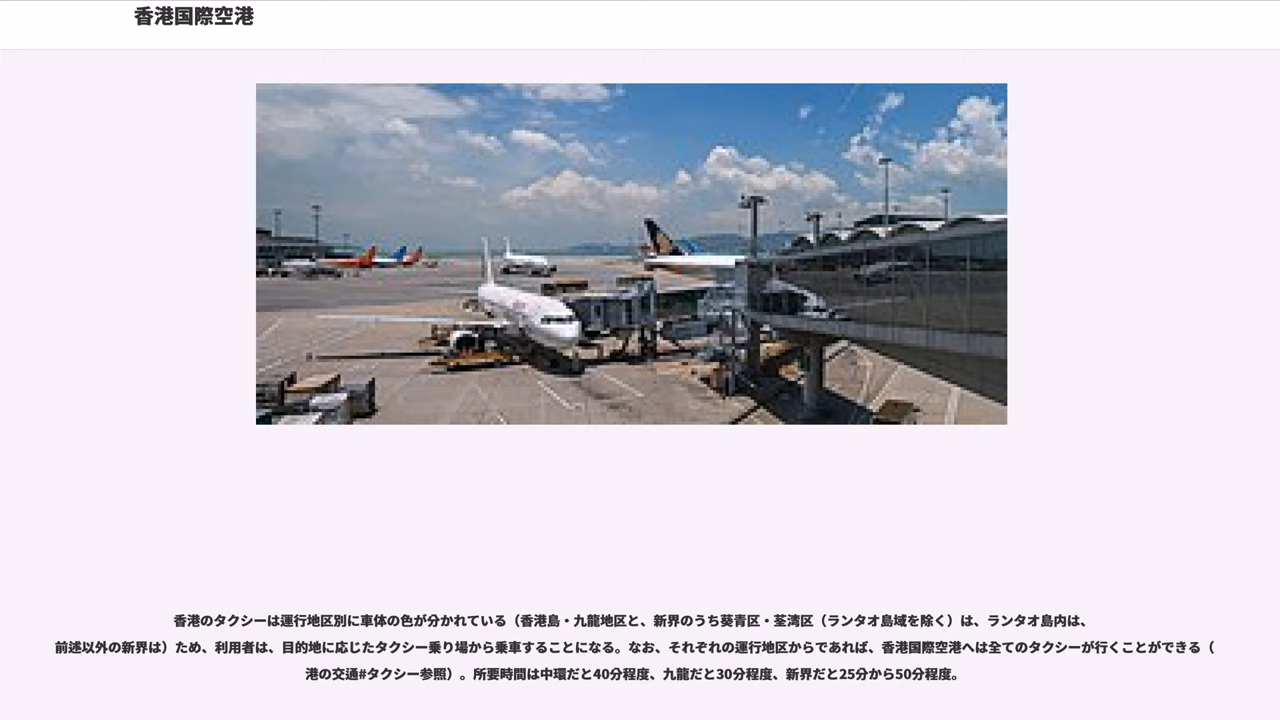 香港国際空港
香港のタクシーは運行地区別に車体の色が分かれている（香港島・九龍地区と、新界のうち葵青区・荃湾区（ランタオ島域を除く）は、ランタオ島内は、
前述以外の新界は）ため、利用者は、目的地に応じたタクシー乗り場から乗車することになる。なお、それぞれの運行地区からであれば、香港国際空港へは全てのタクシーが行くことができる（
港の交通#タクシー参照）。所要時間は中環だと40分程度、九龍だと30分程度、新界だと25分から50分程度。